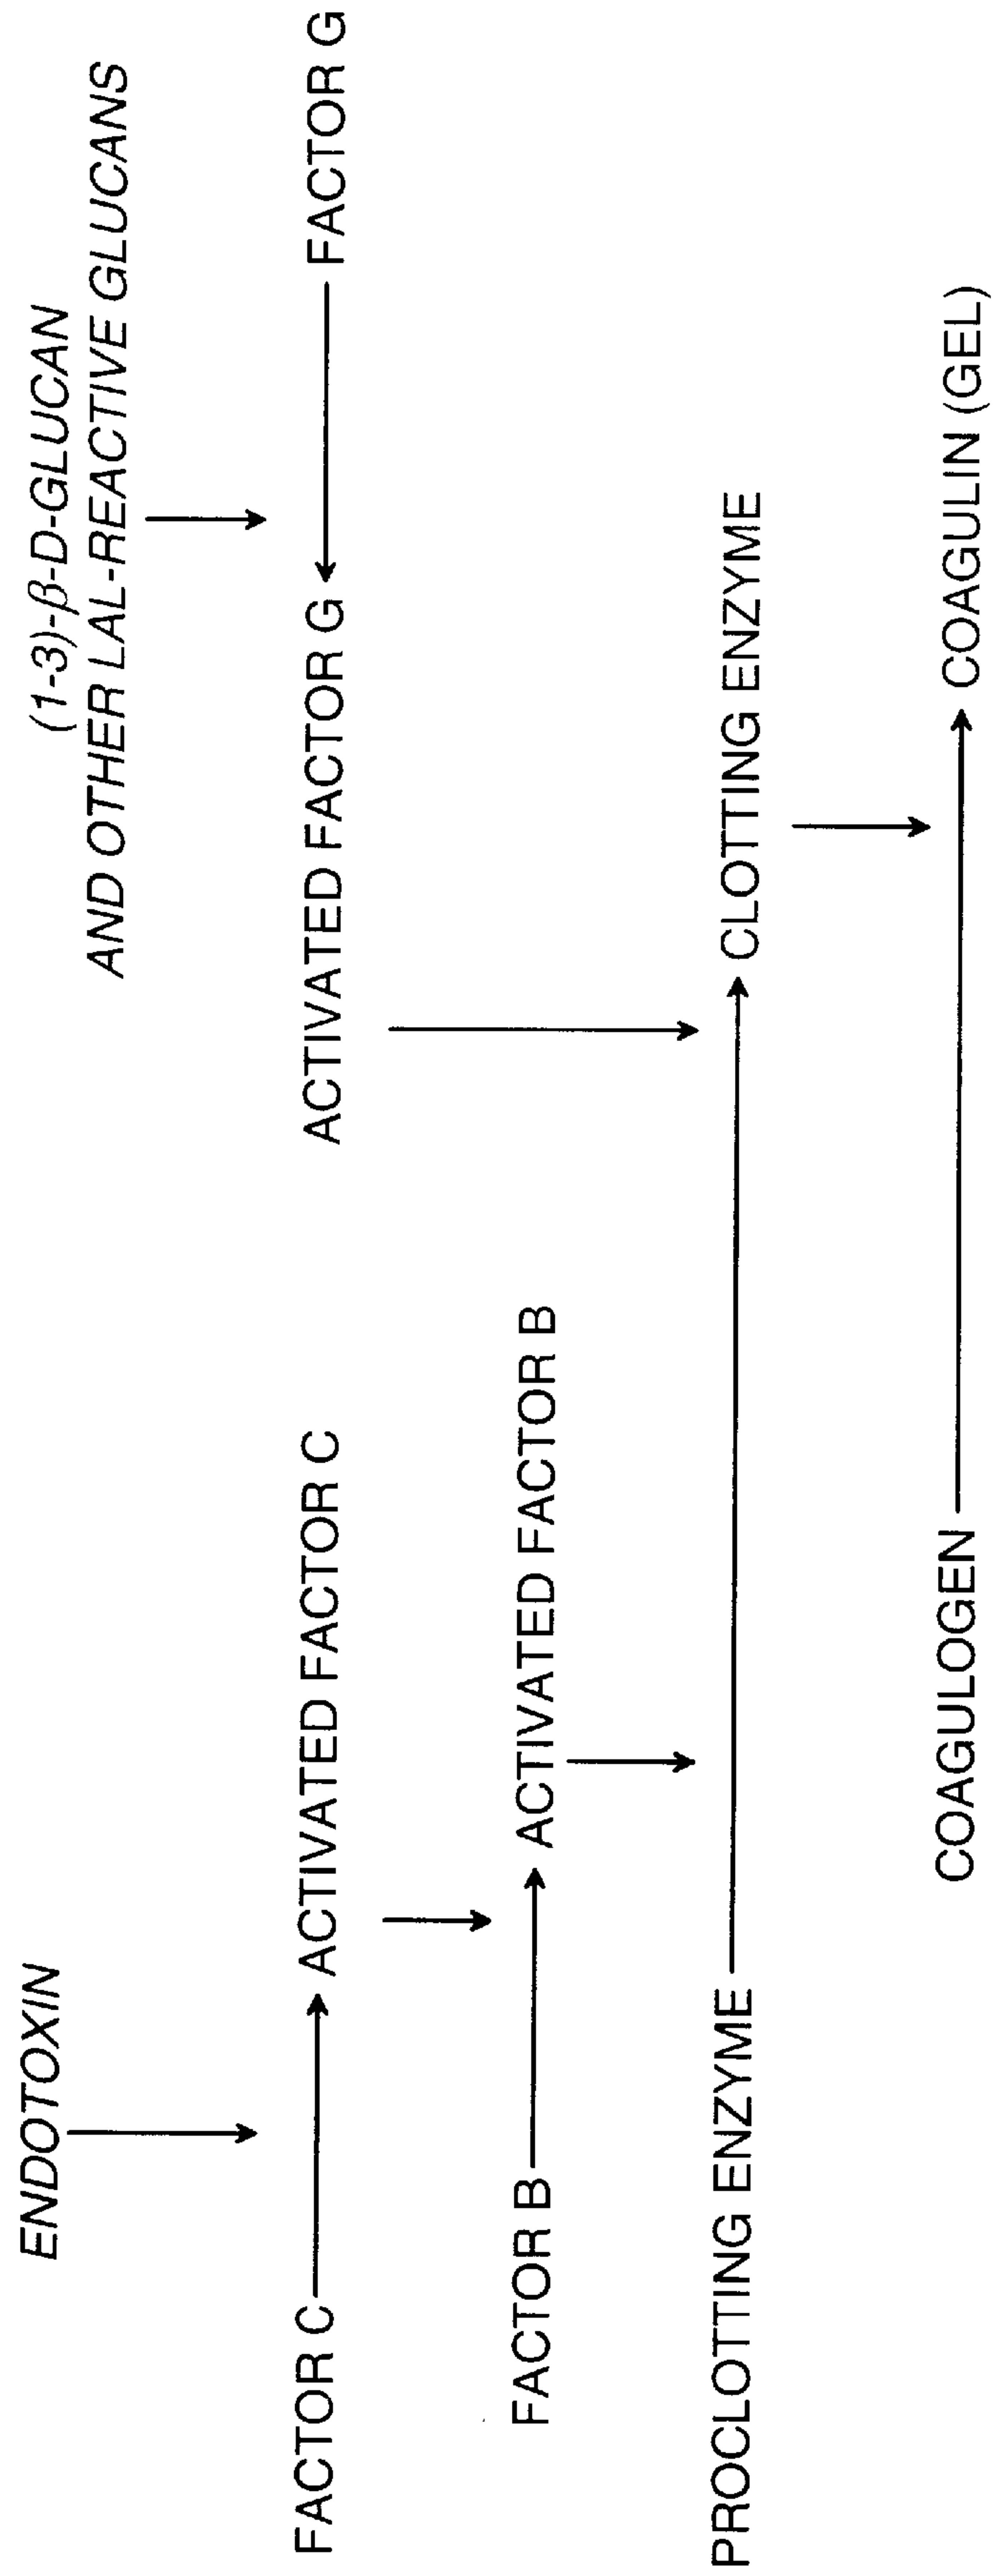 ENDOTOXIN
(1-3)-β-D-GLUCAN
AND OTHER LAL-REACTIVE GLUCANS
FACTOR C
ACTIVATED FACTOR C
ACTIVATED FACTOR G
FACTOR G
FACTOR B
ACTIVATED FACTOR B
PROCLOTTING ENZYME
CLOTTING ENZYME
COAGULOGEN
COAGULIN (GEL)